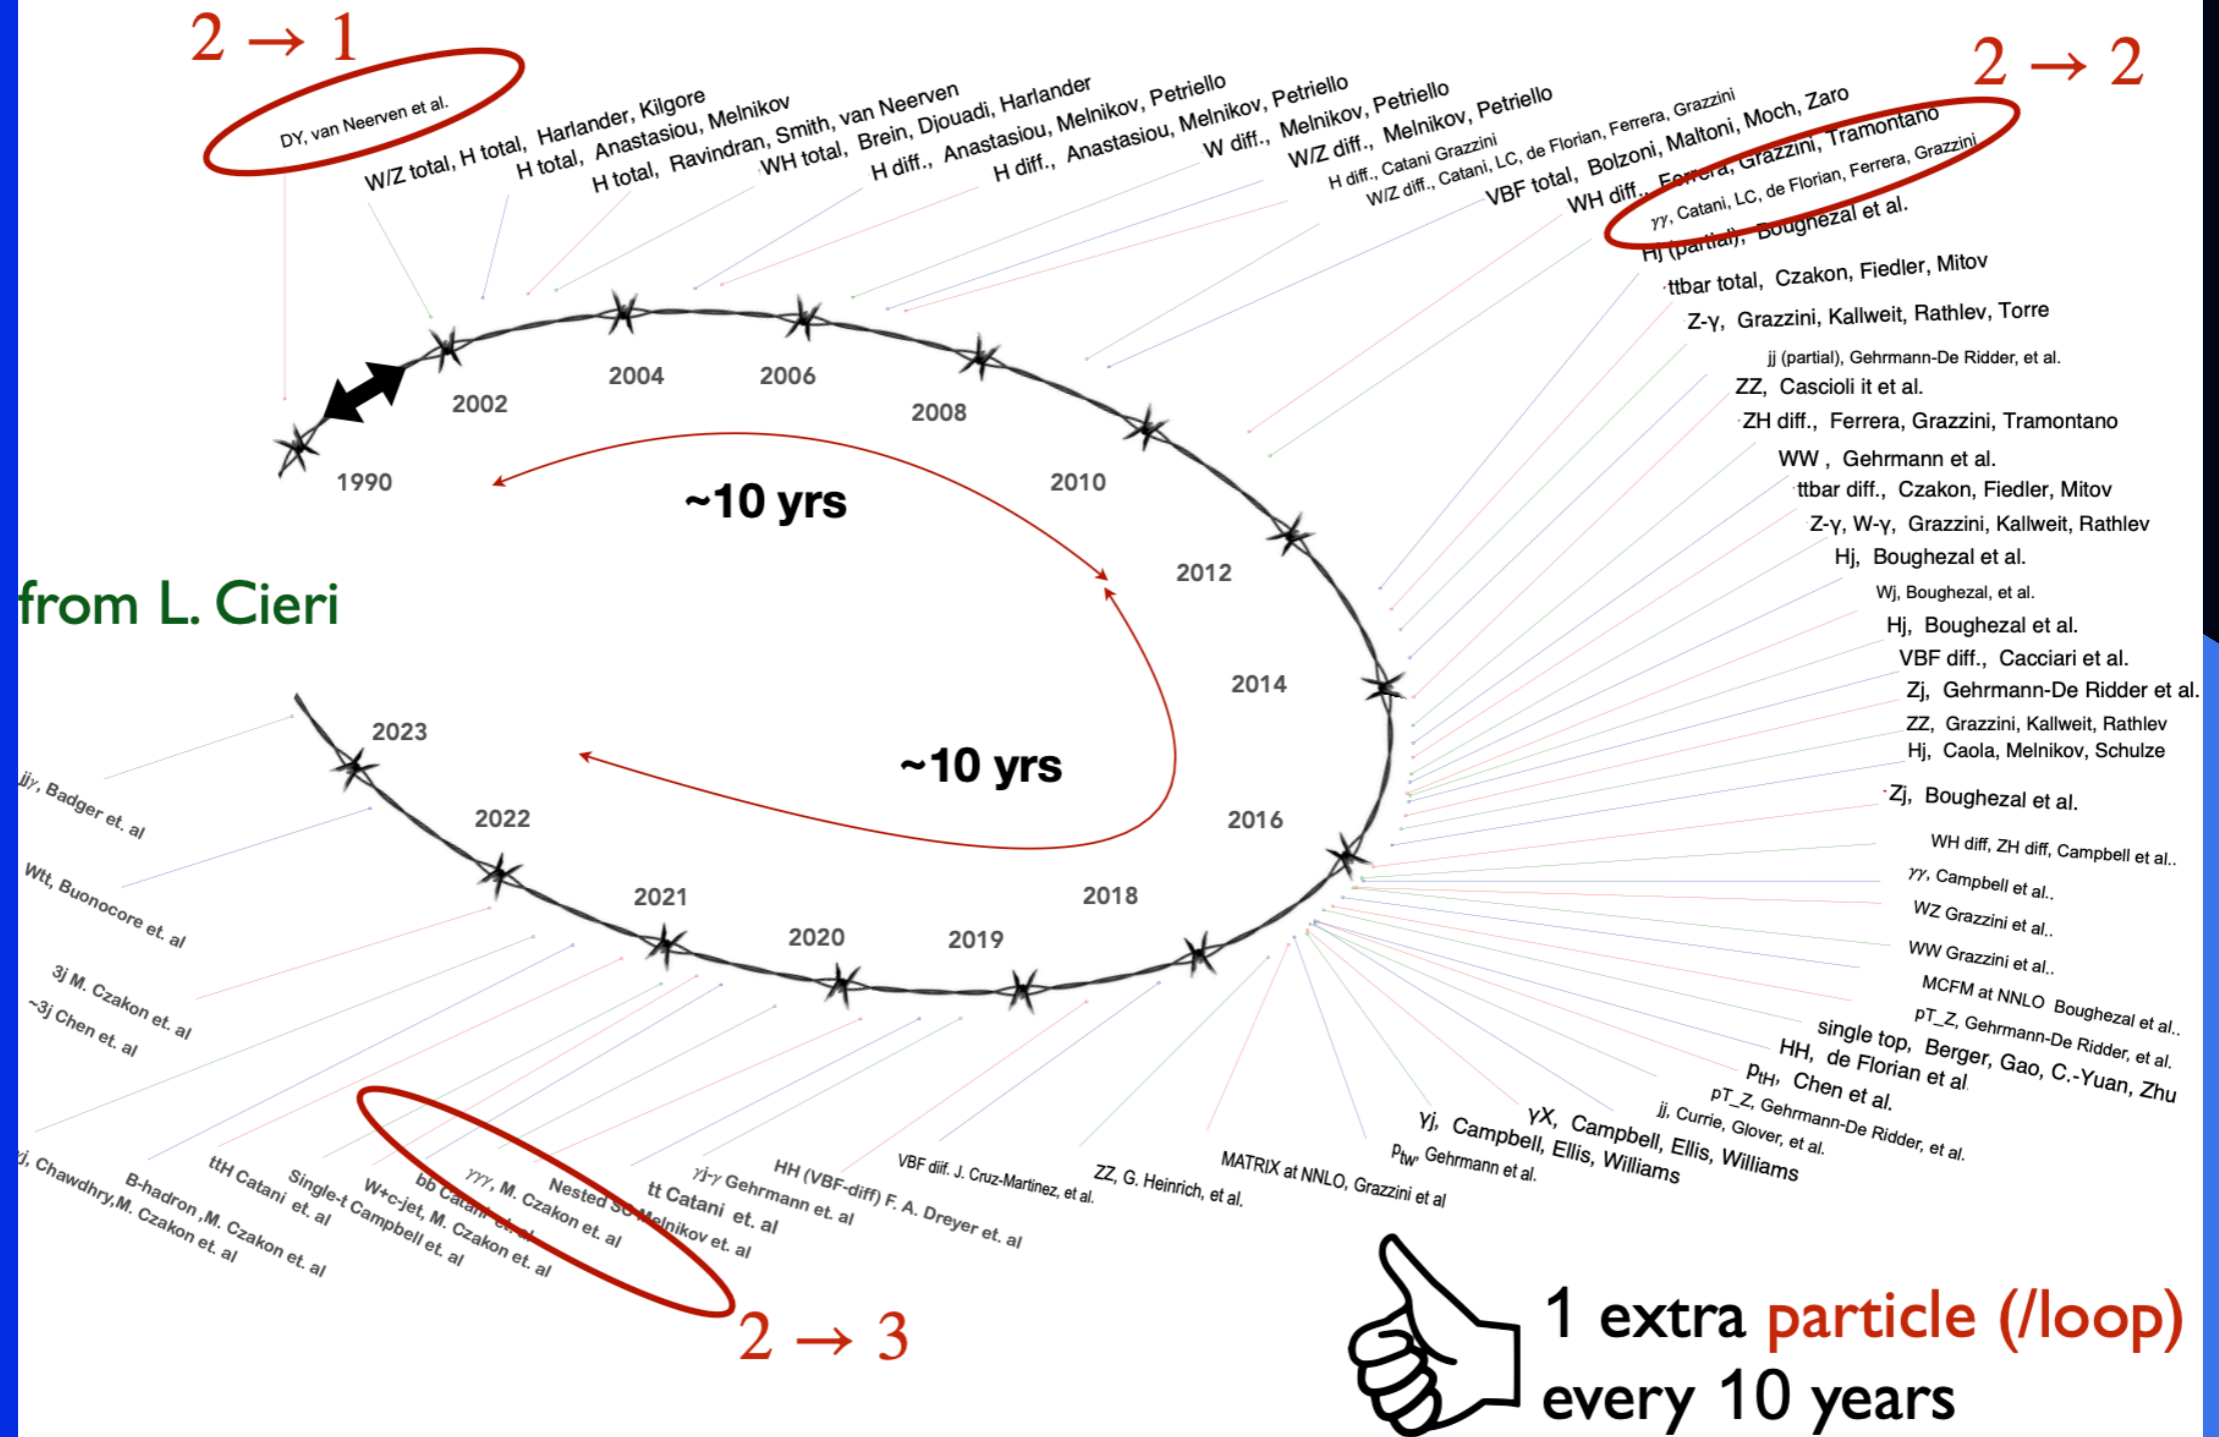 2 → 1
2 → 2
DY, van Neerven et al.
W/Z total, H total, Harlander, Kilgore
H total, Anastasiou, Melnikov
H total, Ravindran, Smith, van Neerven
WH total, Brein, Djouadi, Harlander
H diff., Anastasiou, Melnikov, Petriello
H diff., Anastasiou, Melnikov, Petriello
W diff., Melnikov, Petriello
W/Z diff., Melnikov, Petriello
H diff., Catani Grazzini
W/Z diff., Catani, LC, de Florian, Ferrera, Grazzini
VBF total, Bolzoni, Maltoni, Moch, Zaro
WH diff., Ferrera, Grazzini, Tramontano
γγ, Catani, LC, de Florian, Ferrera, Grazzini
Hj (partial), Boughezal et al.
ttbar total, Czakon, Fiedler, Mitov
Z-γ, Grazzini, Kallweit, Rathlev, Torre
jj (partial), Gehrmann-De Ridder, et al.
ZZ, Cascioli it et al.
ZH diff., Ferrera, Grazzini, Tramontano
WW , Gehrmann et al.
ttbar diff., Czakon, Fiedler, Mitov
Z-γ, W-γ, Grazzini, Kallweit, Rathlev
Hj, Boughezal et al.
Wj, Boughezal, et al.
Hj, Boughezal et al.
VBF diff., Cacciari et al.
Zj, Gehrmann-De Ridder et al.
ZZ, Grazzini, Kallweit, Rathlev
Hj, Caola, Melnikov, Schulze
Zj, Boughezal et al.
WH diff, ZH diff, Campbell et al..
γγ, Campbell et al..
WZ Grazzini et al..
WW Grazzini et al..
MCFM at NNLO Boughezal et al..
pT_Z, Gehrmann-De Ridder, et al.
single top, Berger, Gao, C.-Yuan, Zhu
HH, de Florian et al.
ptH, Chen et al.
pT_Z, Gehrmann-De Ridder, et al.
jj, Currie, Glover, et al.
γX, Campbell, Ellis, Williams
γj, Campbell, Ellis, Williams
ptw, Gehrmann et al.
MATRIX at NNLO, Grazzini et al
ZZ, G. Heinrich, et al.
VBF diif. J. Cruz-Martinez, et al.
HH (VBF-diff) F. A. Dreyer et. al
γj-γ Gehrmann et. al
tt Catani et. al
Nested SC Melnikov et. al
γγγ, M. Czakon et. al
bb Catani et. al
W+c-jet, M. Czakon et. al
Single-t Campbell et. al
ttH Catani et. al
B-hadron ,M. Czakon et. al
γj, Chawdhry,M. Czakon et. al
~3j Chen et. al
3j M. Czakon et. al
Wtt, Buonocore et. al
jjγ, Badger et. al
1990
2002
2004
2006
2008
2010
2012
2014
2016
2018
2019
2020
2021
2022
2023
~10 yrs
~10 yrs
from L. Cieri
2 → 3
1 extra particle (/loop)
every 10 years